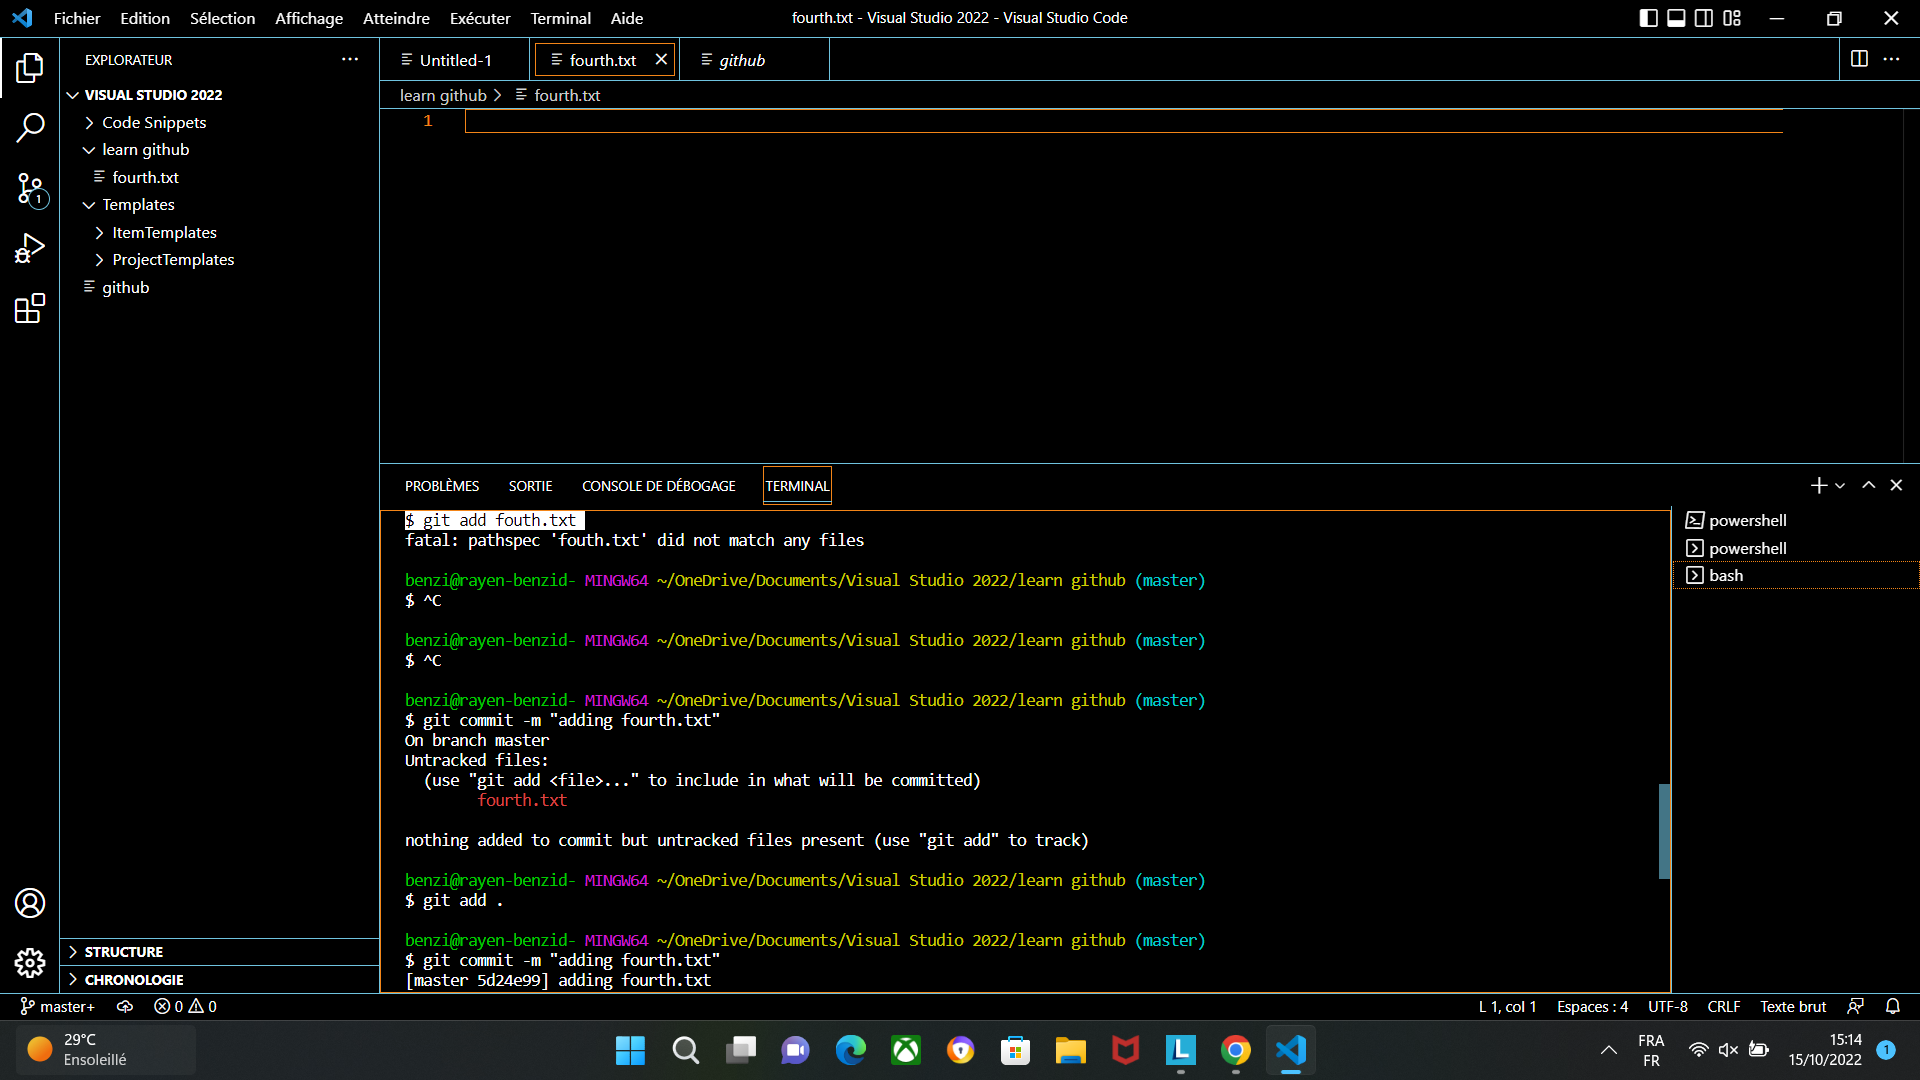 Fichier Edition Sélection Affichage Atteindre Exécuter Terminal Aide
fourth.txt - Visual Studio 2022 - Visual Studio Code
EXPLORATEUR
VISUAL STUDIO 2022
Code Snippets
learn github
fourth.txt
Templates
ItemTemplates
ProjectTemplates
github
STRUCTURE
CHRONOLOGIE
1
Untitled-1
fourth.txt
github
learn github > fourth.txt
1
PROBLÈMES SORTIE CONSOLE DE DÉBOGAGE TERMINAL
$ git add fouth.txt
fatal: pathspec 'fouth.txt' did not match any files
benzi@rayen-benzid- MINGW64 ~/OneDrive/Documents/Visual Studio 2022/learn github (master)
$ ^C
benzi@rayen-benzid- MINGW64 ~/OneDrive/Documents/Visual Studio 2022/learn github (master)
$ ^C
benzi@rayen-benzid- MINGW64 ~/OneDrive/Documents/Visual Studio 2022/learn github (master)
$ git commit -m "adding fourth.txt"
On branch master
Untracked files:
(use "git add <file>..." to include in what will be committed)
fourth.txt
nothing added to commit but untracked files present (use "git add" to track)
benzi@rayen-benzid- MINGW64 ~/OneDrive/Documents/Visual Studio 2022/learn github (master)
$ git add .
benzi@rayen-benzid- MINGW64 ~/OneDrive/Documents/Visual Studio 2022/learn github (master)
$ git commit -m "adding fourth.txt"
[master 5d24e99] adding fourth.txt
powershell
powershell
bash
master+ 0 0
L 1, col 1 Espaces : 4 UTF-8 CRLF Texte brut
29°C
Ensoleillé
L
FRA
FR
15:14
15/10/2022
1